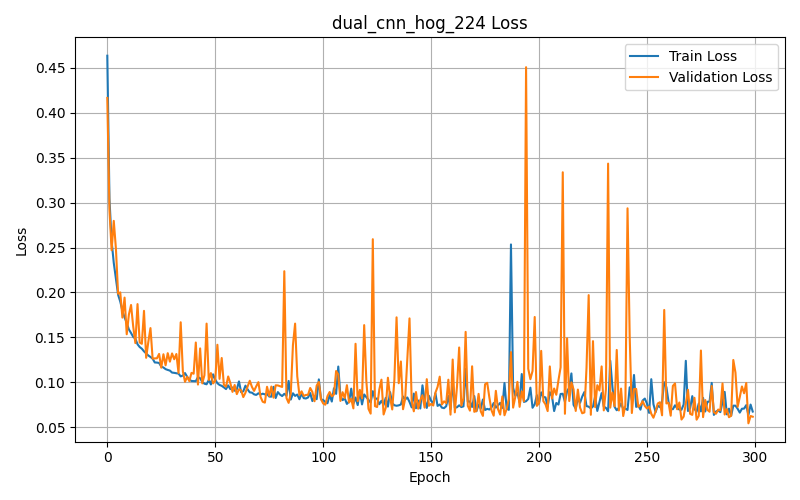 dual_cnn_hog_224 Loss
Train Loss
Validation Loss
Loss
0.45
0.40
0.35
0.30
0.25
0.20
0.15
0.10
0.05
0 50 100 150 200 250 300
Epoch